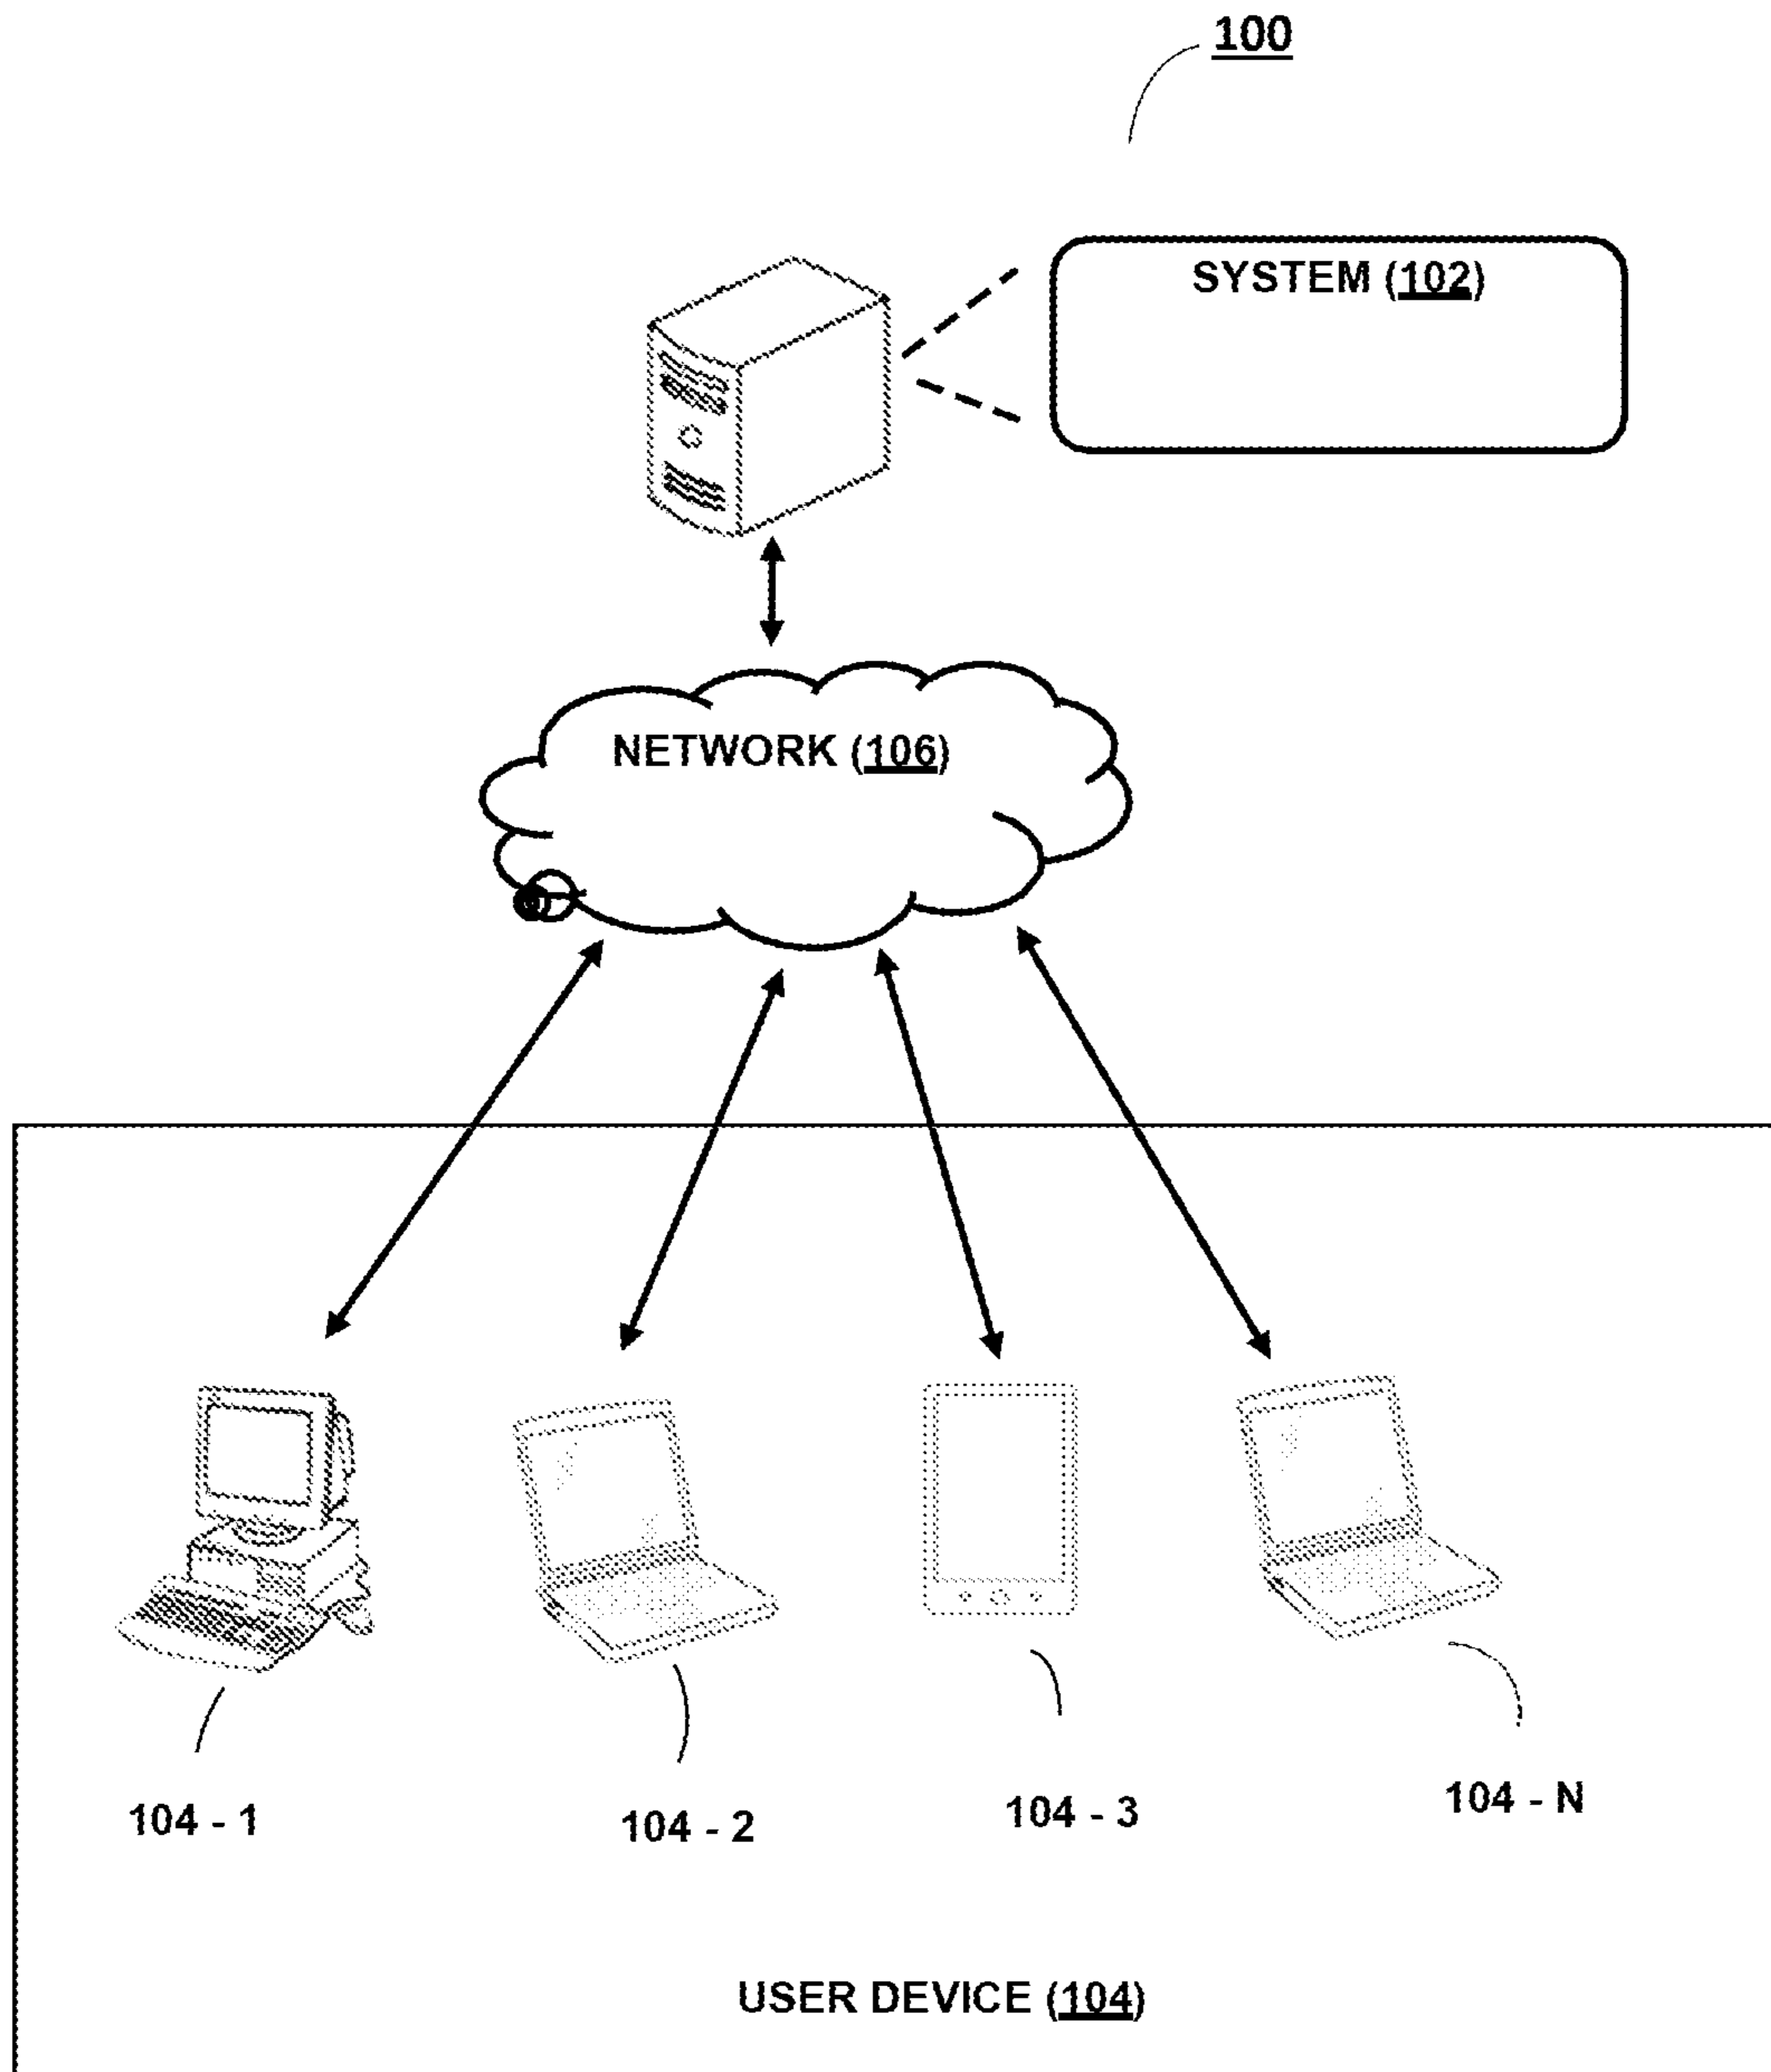 100
SYSTEM (102)
NETWORK (106)
104 - 1
104 - 2
104 - 3
104 - N
USER DEVICE (104)